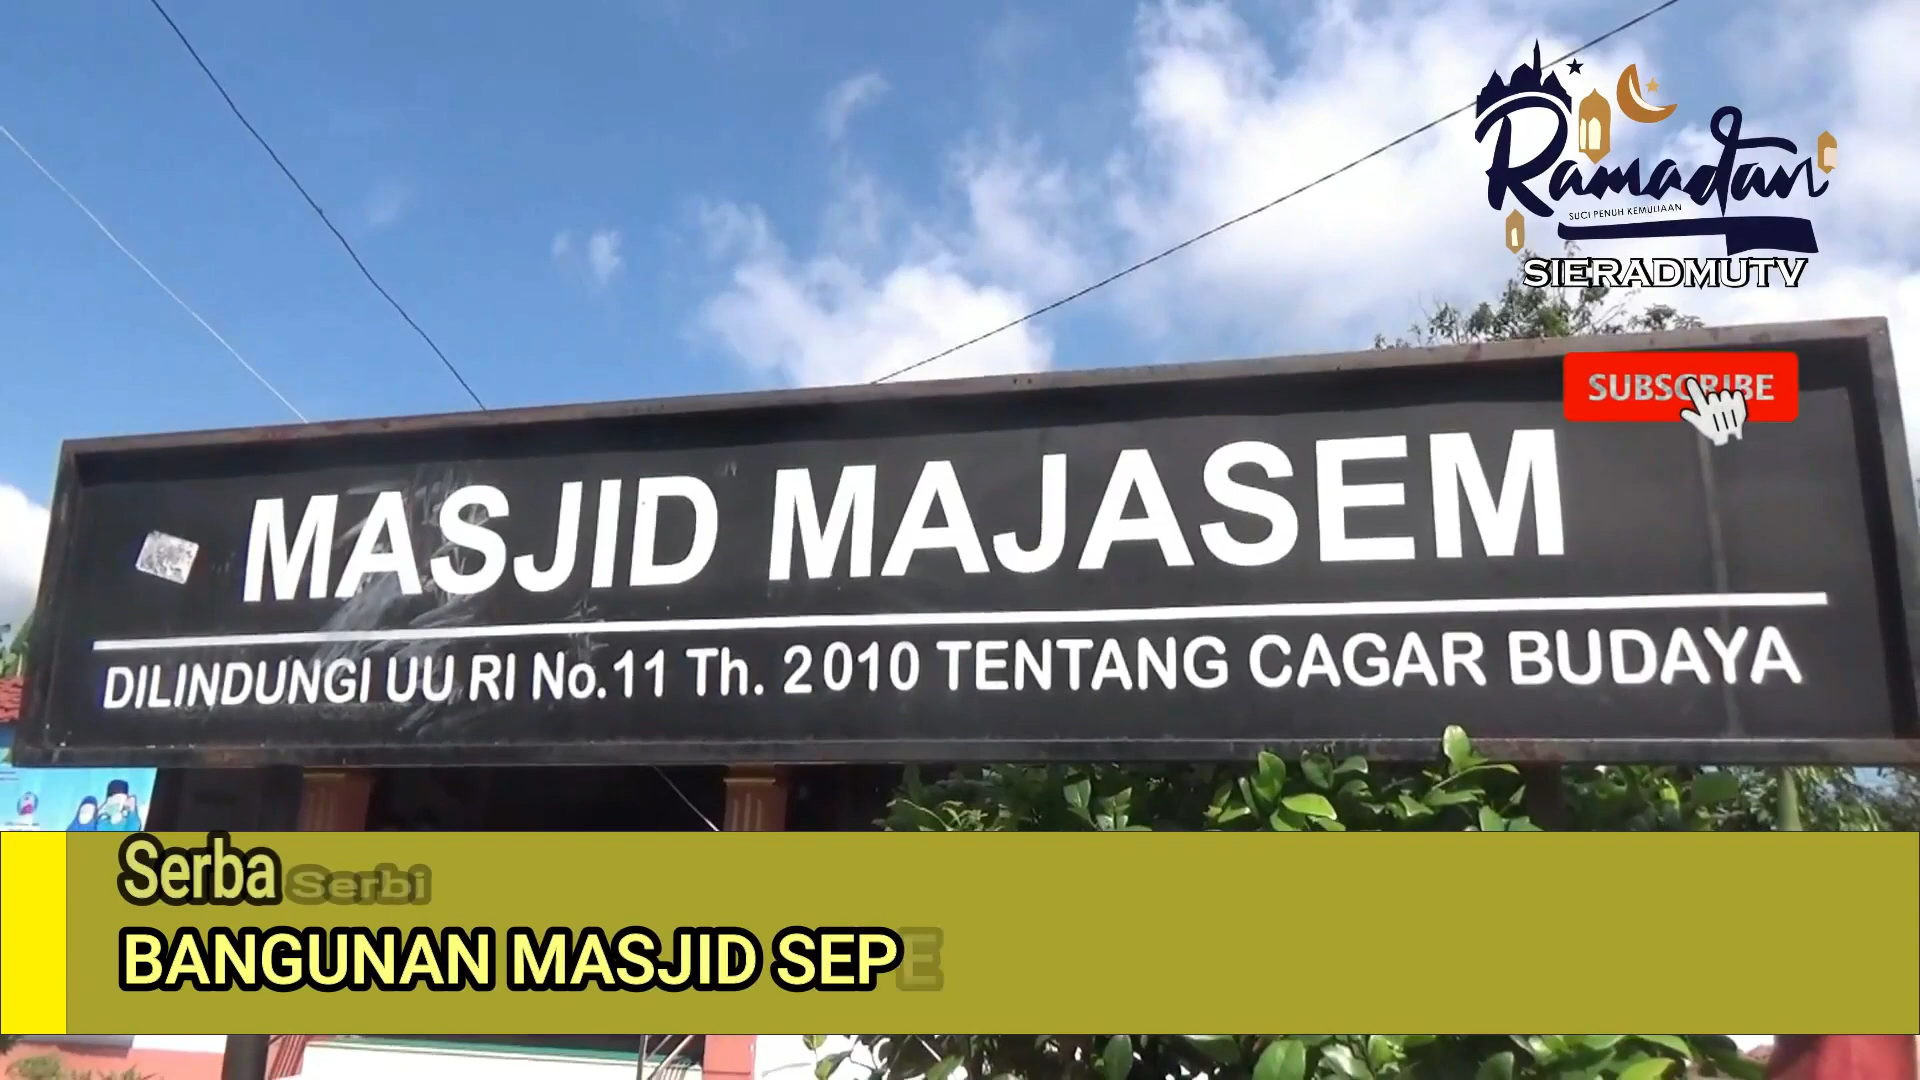 Ramadan
SUCI PENUH KEMULIAAN
SIERADMUTV
SUBSCRIBE
MASJID MAJASEM
DILINDUNGI UU RI No.11 Th. 2010 TENTANG CAGAR BUDAYA
Serba Serbi
BANGUNAN MASJID SEPE